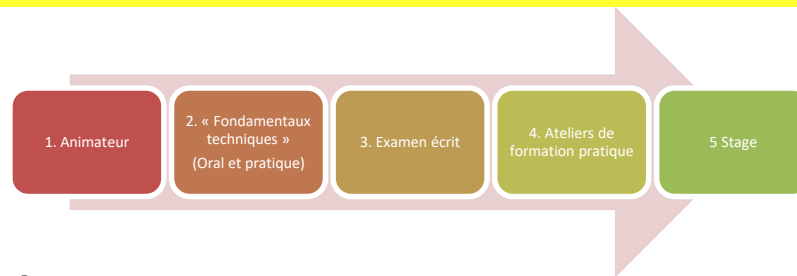 1. Animateur
2. « Fondamentaux
techniques »
(Oral et pratique)
3. Examen écrit
4. Ateliers de
formation pratique
5 Stage